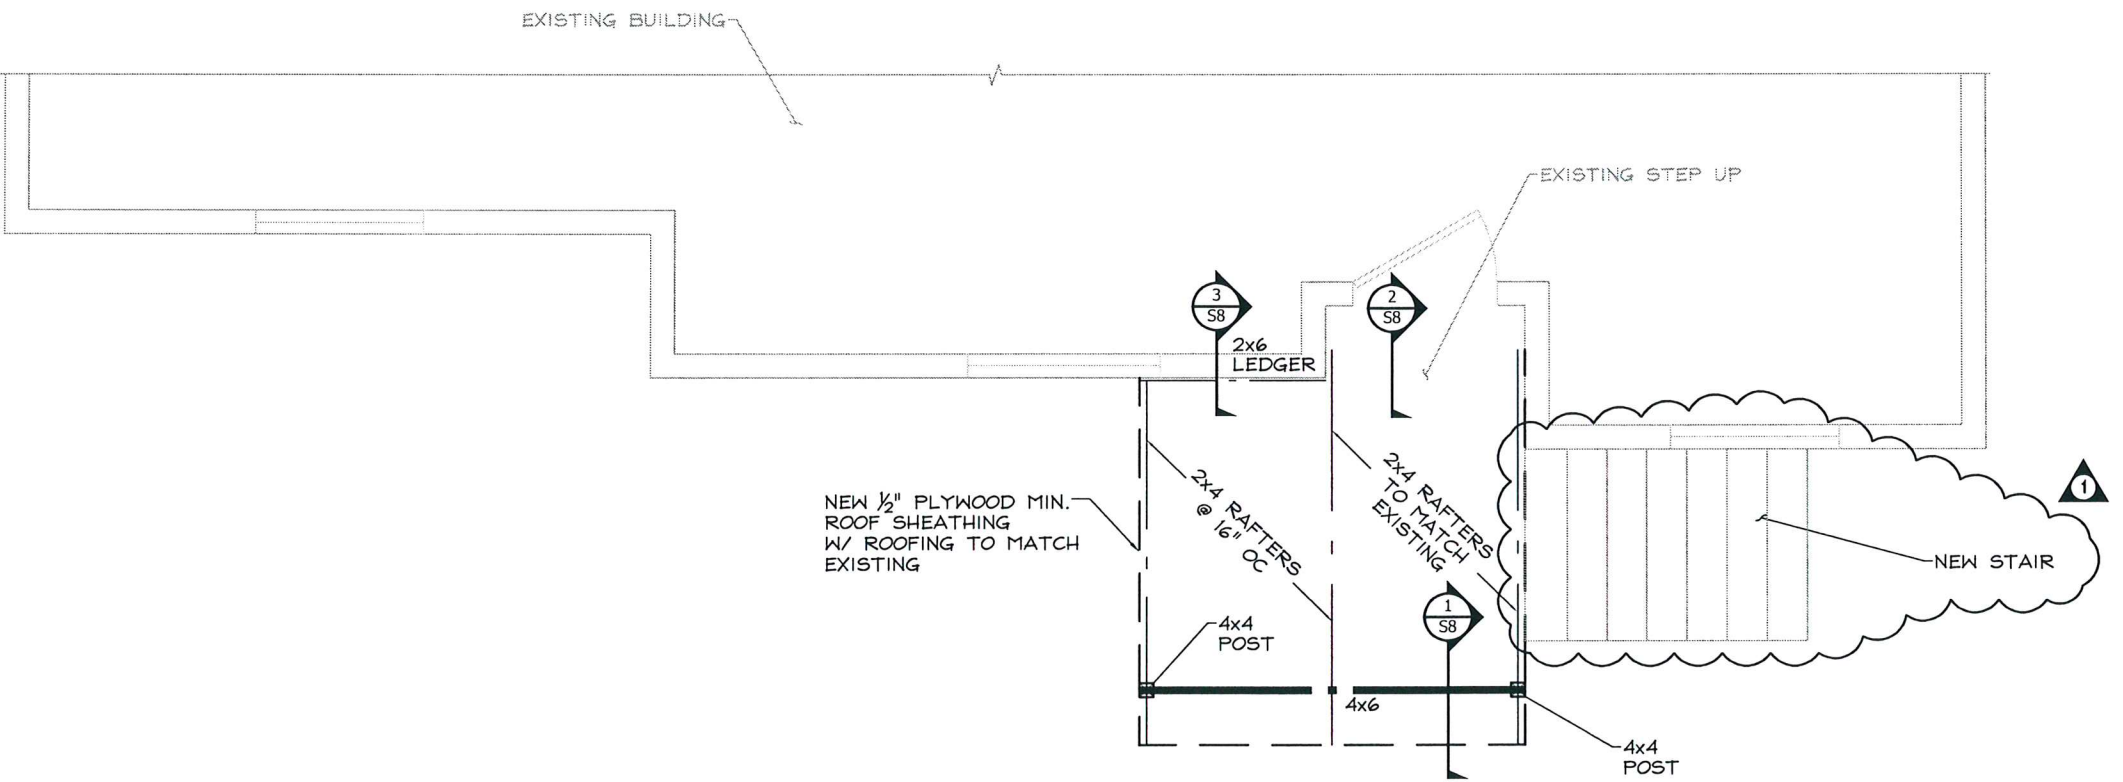 EXISTING BUILDING
EXISTING STEP UP
3
S8
2
S8
2x6
LEDGER
NEW ½" PLYWOOD MIN.
ROOF SHEATHING
W/ ROOFING TO MATCH
EXISTING
2x4 RAFTERS
@ 16" OC
2x4 RAFTERS
TO MATCH
EXISTING
1
NEW STAIR
1
S8
4x4
POST
4x6
4x4
POST